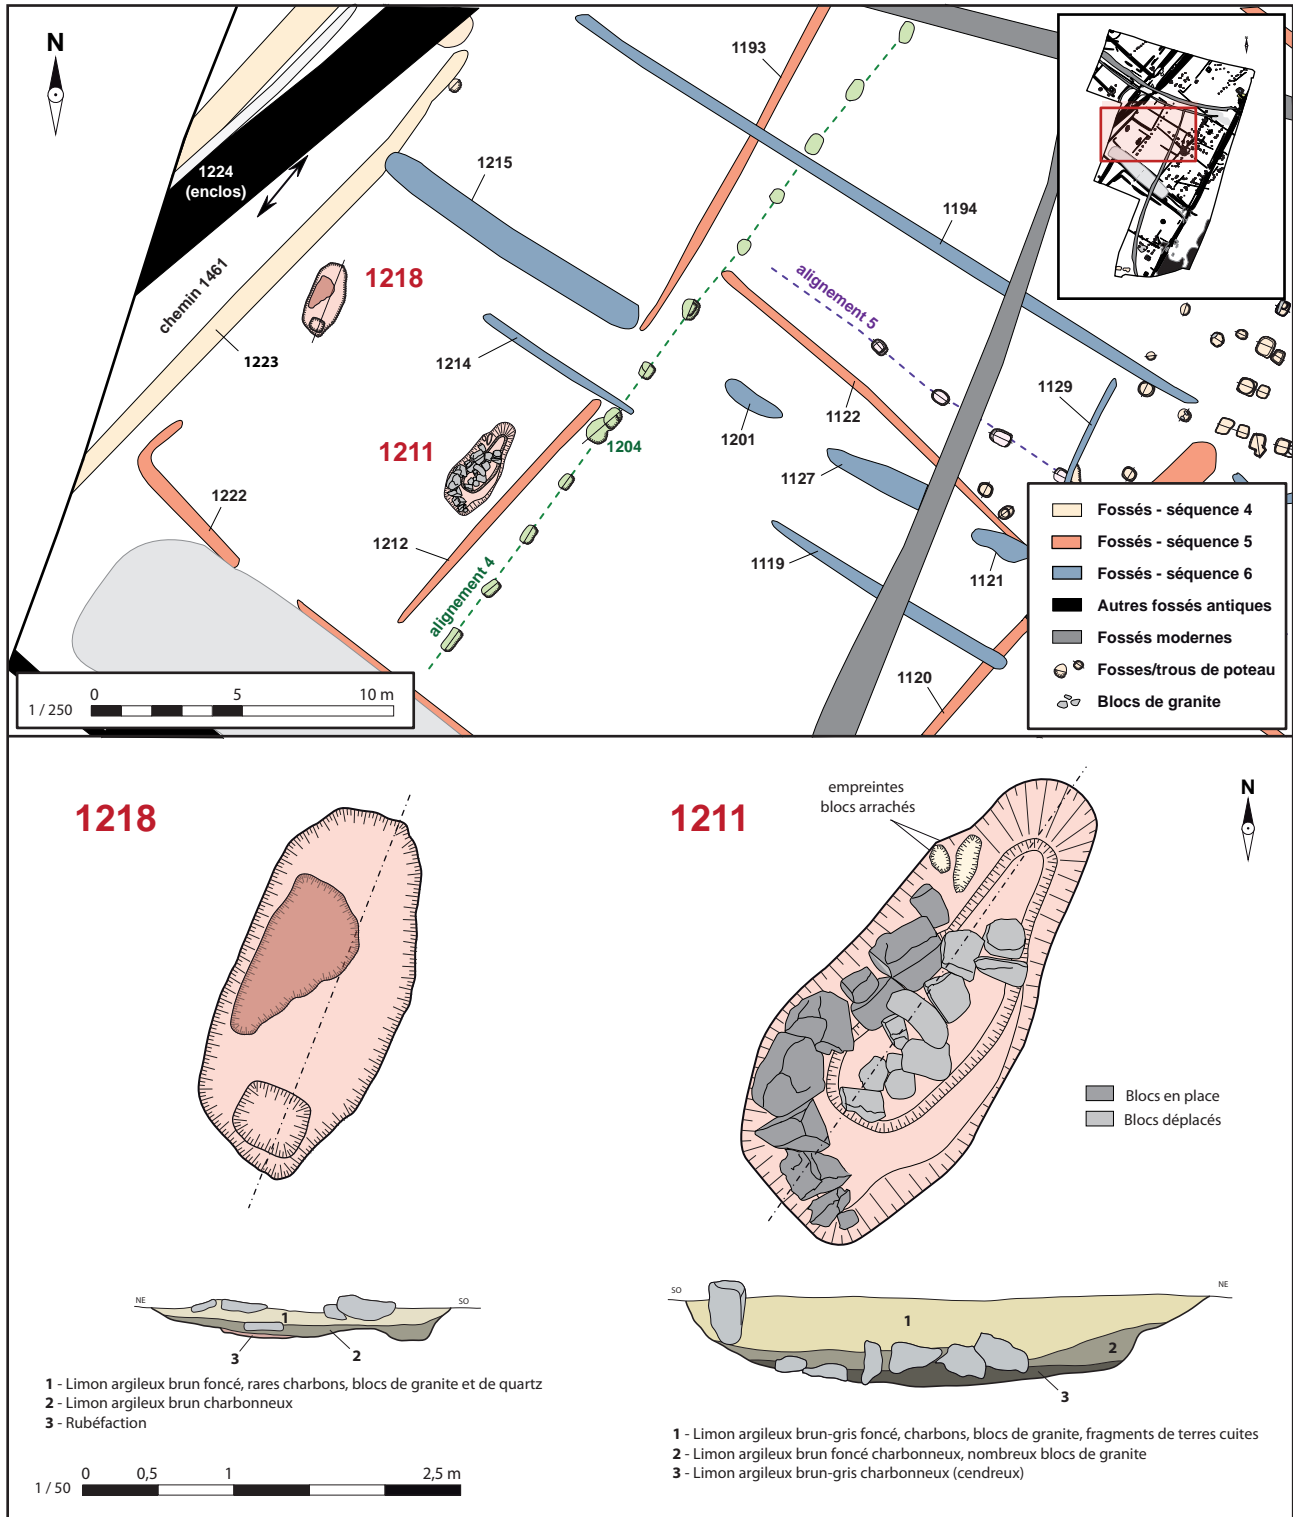 N
1224
(enclos)
chemin 1461
1223
1218
1215
1193
1194
1214
alignement 5
1129
1201
1122
1204
1211
1222
1212
1127
1119
1121
1120
alignement 4
Fossés - séquence 4
Fossés - séquence 5
Fossés - séquence 6
Autres fossés antiques
Fossés modernes
Fosses/trous de poteau
Blocs de granite
0 5 10 m
1 / 250
1218
1211
empreintes
blocs arrachés
N
Blocs en place
Blocs déplacés
NE SO
1
3 2
1 - Limon argileux brun foncé, rares charbons, blocs de granite et de quartz
2 - Limon argileux brun charbonneux
3 - Rubéfaction
0 0,5 1 2,5 m
1 / 50
SO NE
1
2
3
1 - Limon argileux brun-gris foncé, charbons, blocs de granite, fragments de terres cuites
2 - Limon argileux brun foncé charbonneux, nombreux blocs de granite
3 - Limon argileux brun-gris charbonneux (cendreux)